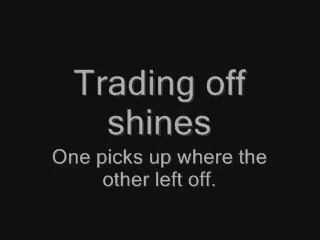 Trading off
shines
One picks up where the
other left off.